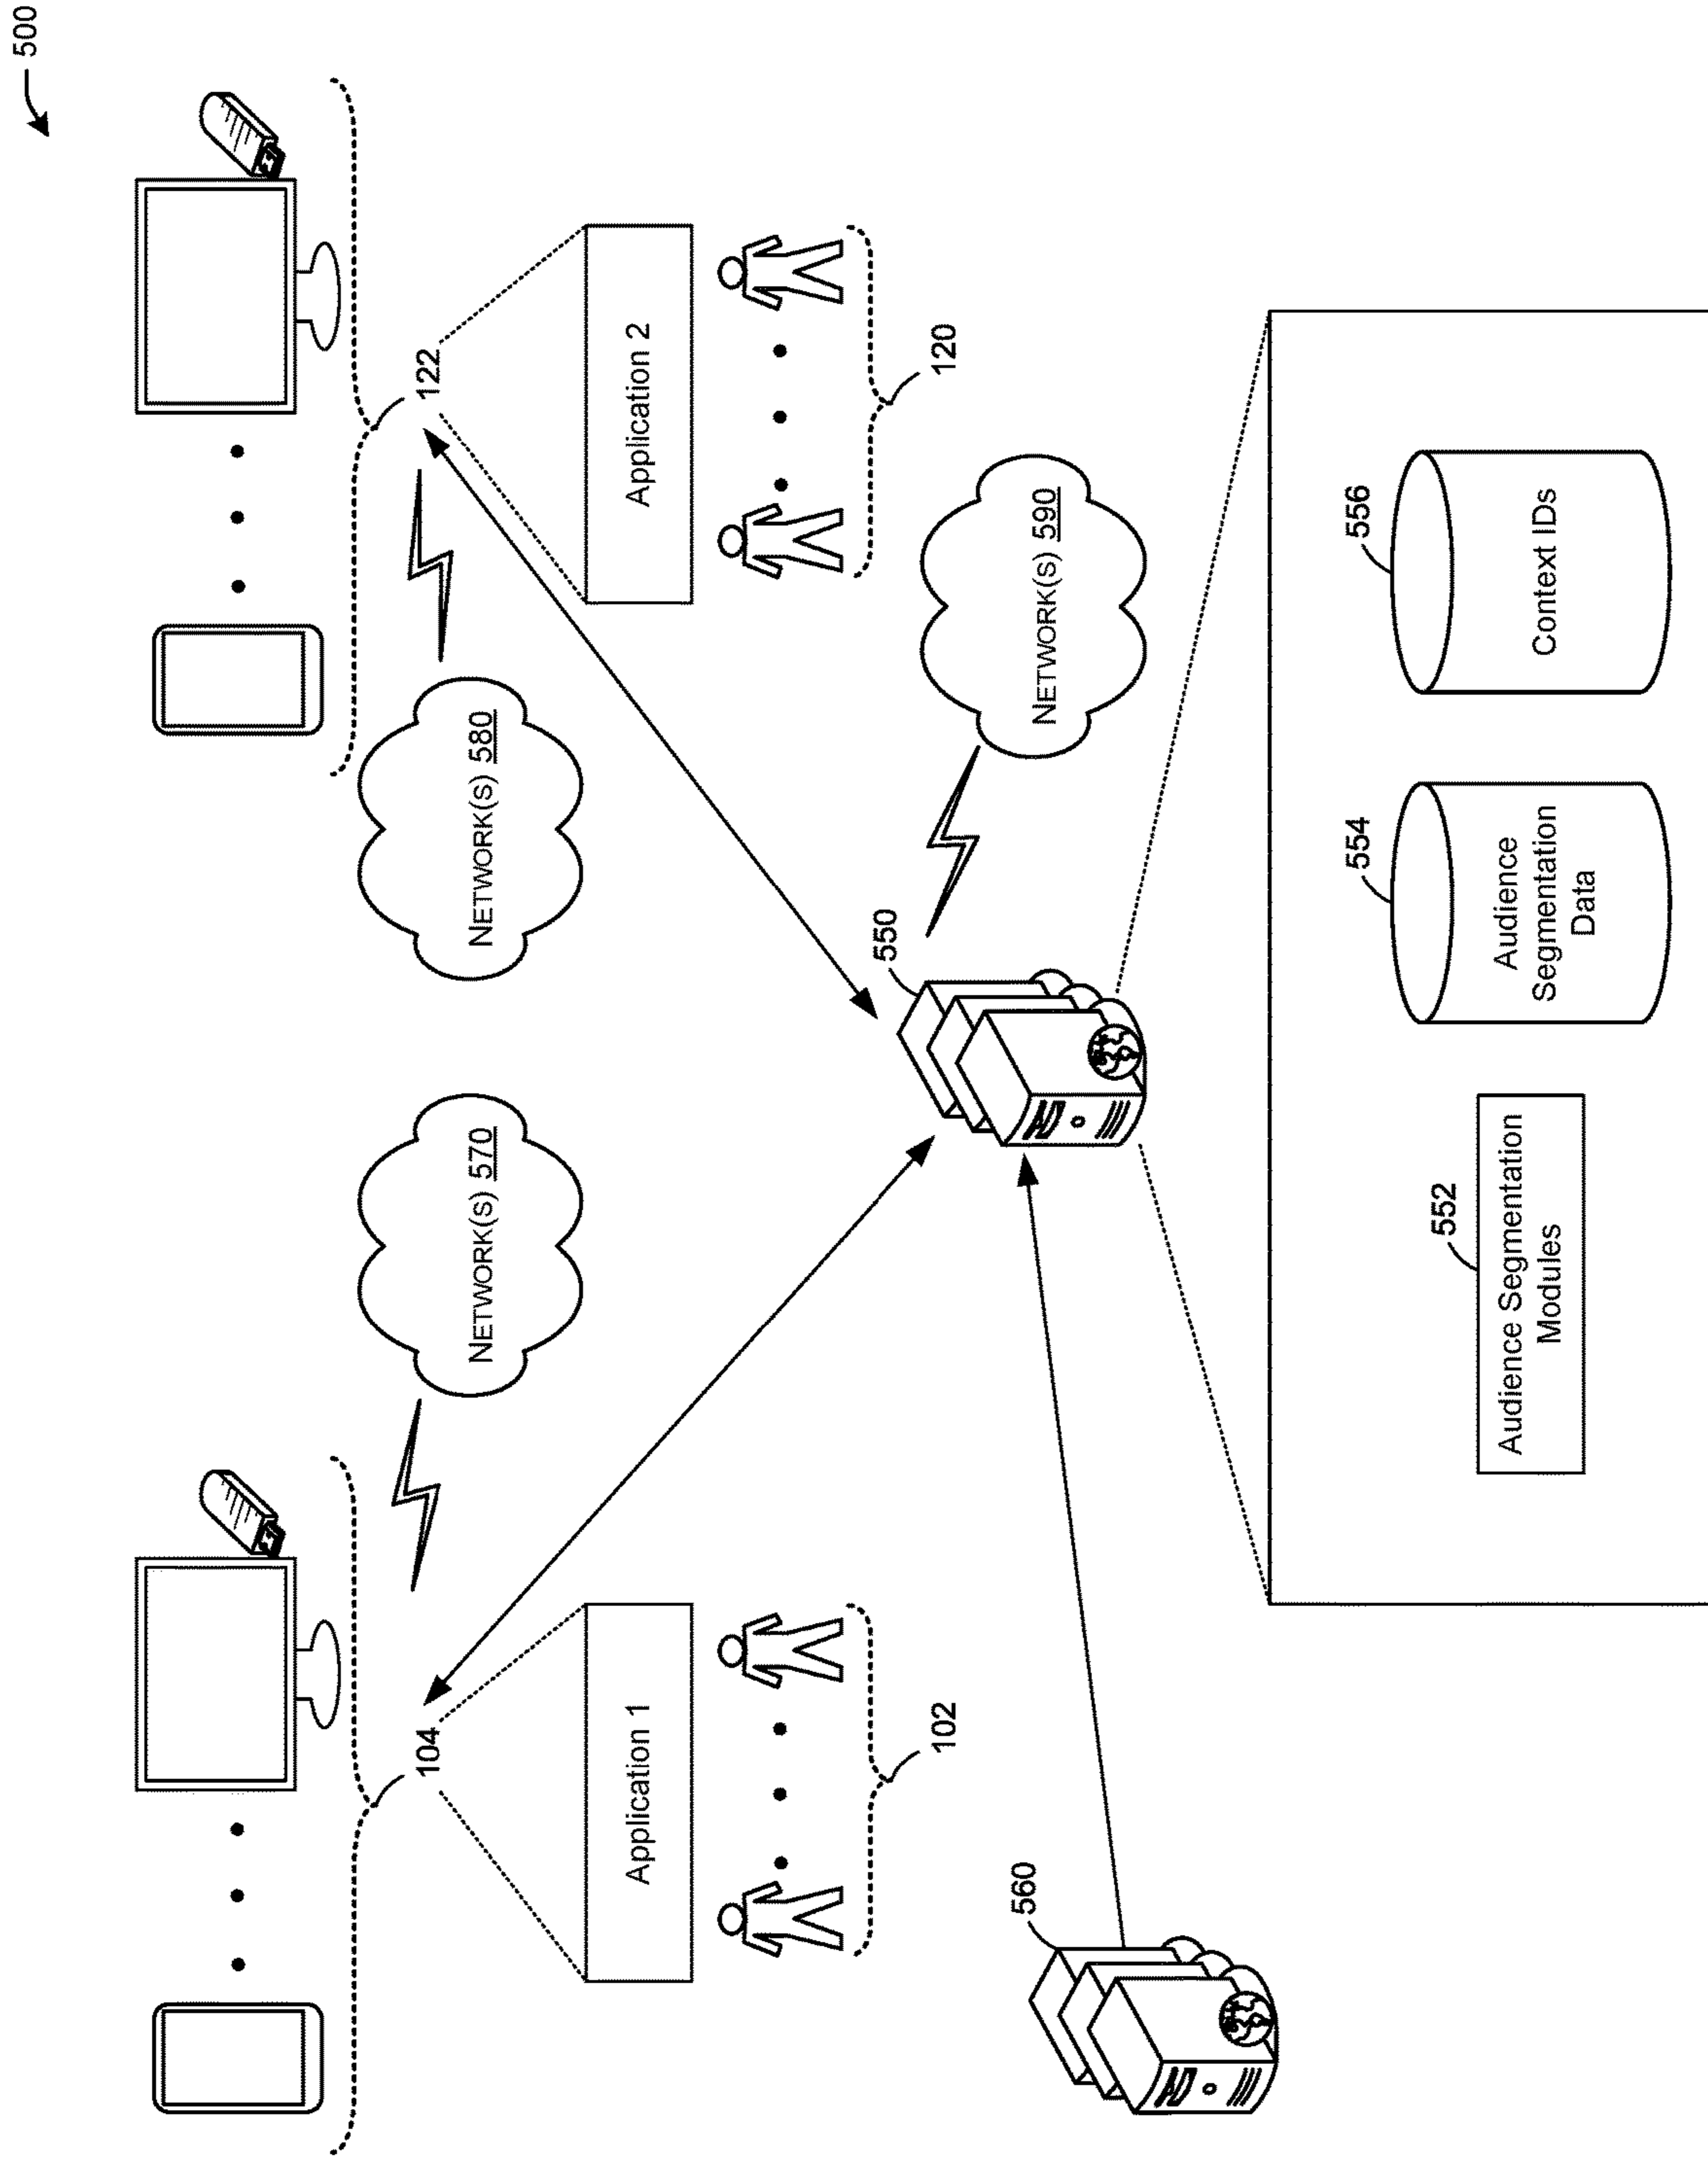 500
104
122
NETWORK(S) 570
NETWORK(S) 580
Application 1
Application 2
102
120
560
550
NETWORK(S) 590
552
554
556
Audience Segmentation
Modules
Audience
Segmentation
Data
Context IDs